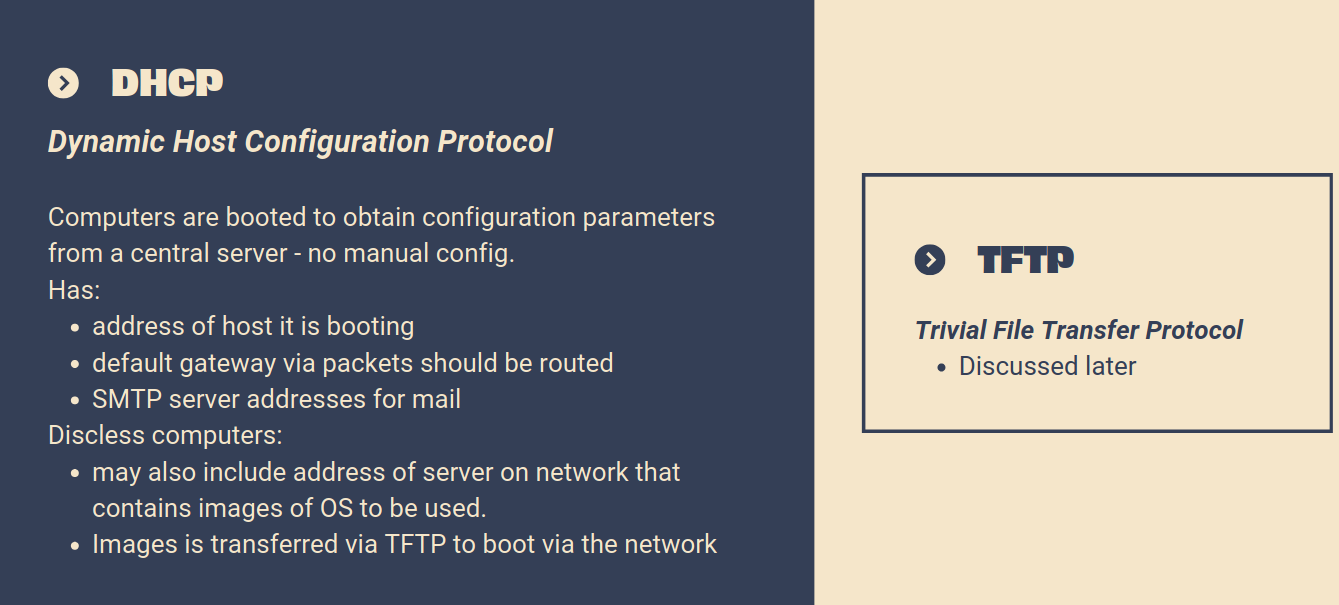 DHCP
Dynamic Host Configuration Protocol
Computers are booted to obtain configuration parameters
from a central server - no manual config.
Has:
• address of host it is booting
• default gateway via packets should be routed
• SMTP server addresses for mail
Discless computers:
• may also include address of server on network that
contains images of OS to be used.
• Images is transferred via TFTP to boot via the network
TFTP
Trivial File Transfer Protocol
• Discussed later